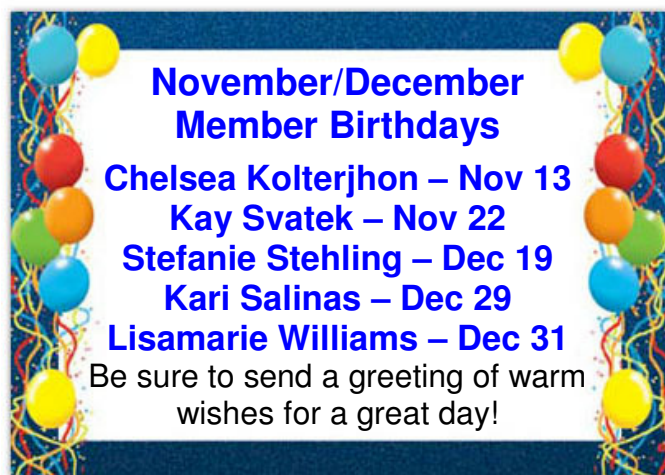 November/December
Member Birthdays
Chelsea Kolterjhon – Nov 13
Kay Svatek – Nov 22
Stefanie Stehling – Dec 19
Kari Salinas – Dec 29
Lisamarie Williams – Dec 31
Be sure to send a greeting of warm
wishes for a great day!